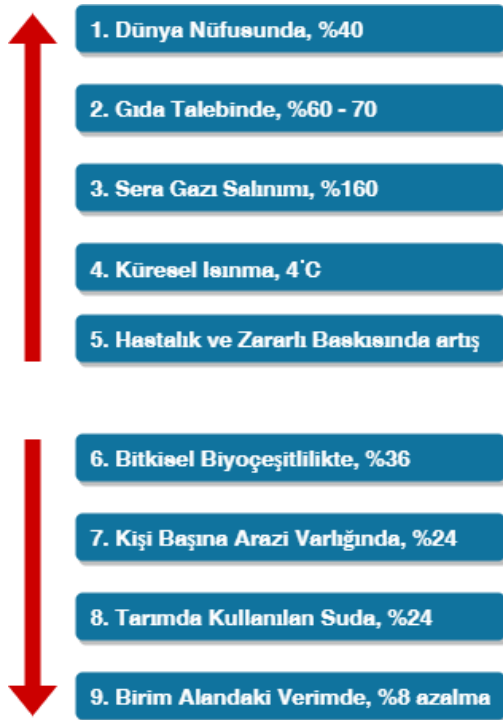 1. Dünya Nüfusunda, %40
2. Gıda Talebinde, %60 - 70
3. Sera Gazı Salınımı, %160
4. Küresel Isınma, 4˚C
5. Hastalık ve Zararlı Baskısında artış
6. Bitkisel Biyoçeşitlilikte, %36
7. Kişi Başına Arazi Varlığında, %24
8. Tarımda Kullanılan Suda, %24
9. Birim Alandaki Verimde, %8 azalma